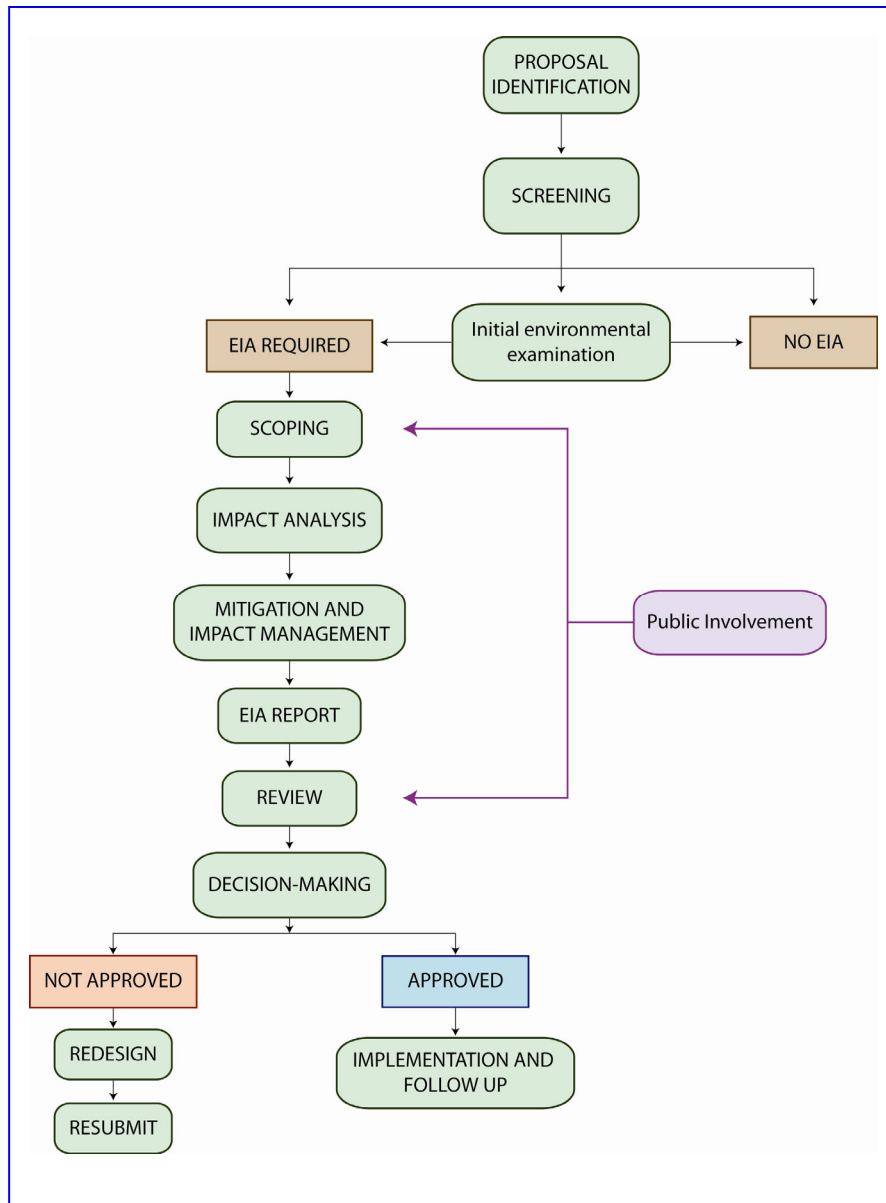 PROPOSAL
IDENTIFICATION
SCREENING
EIA REQUIRED
Initial environmental
examination
NO EIA
SCOPING
IMPACT ANALYSIS
MITIGATION AND
IMPACT MANAGEMENT
Public Involvement
EIA REPORT
REVIEW
DECISION-MAKING
NOT APPROVED
APPROVED
REDESIGN
IMPLEMENTATION AND
FOLLOW UP
RESUBMIT